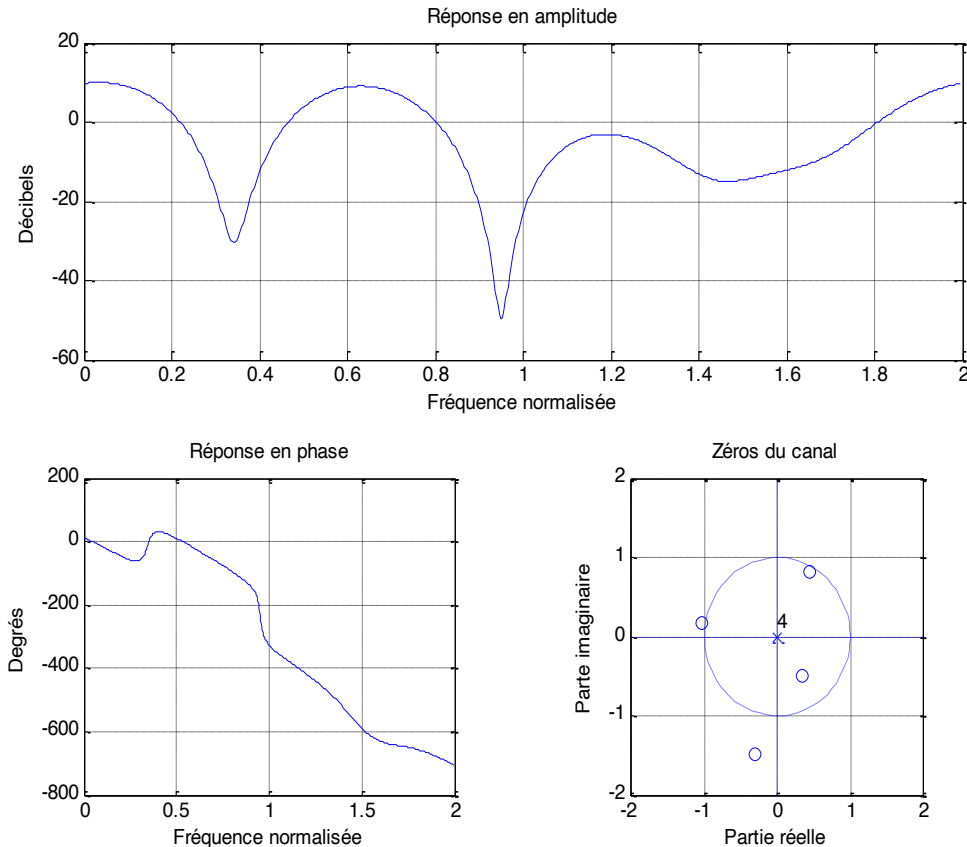 Réponse en amplitude
20
0
-20
-40
-60
Décibels
0 0.2 0.4 0.6 0.8 1 1.2 1.4 1.6 1.8 2
Fréquence normalisée
Réponse en phase
200
0
-200
-400
-600
-800
Degrés
0 0.5 1 1.5 2
Fréquence normalisée
Zéros du canal
2
1
0
-1
-2
Parte imaginaire
4
-2 -1 0 1 2
Partie réelle